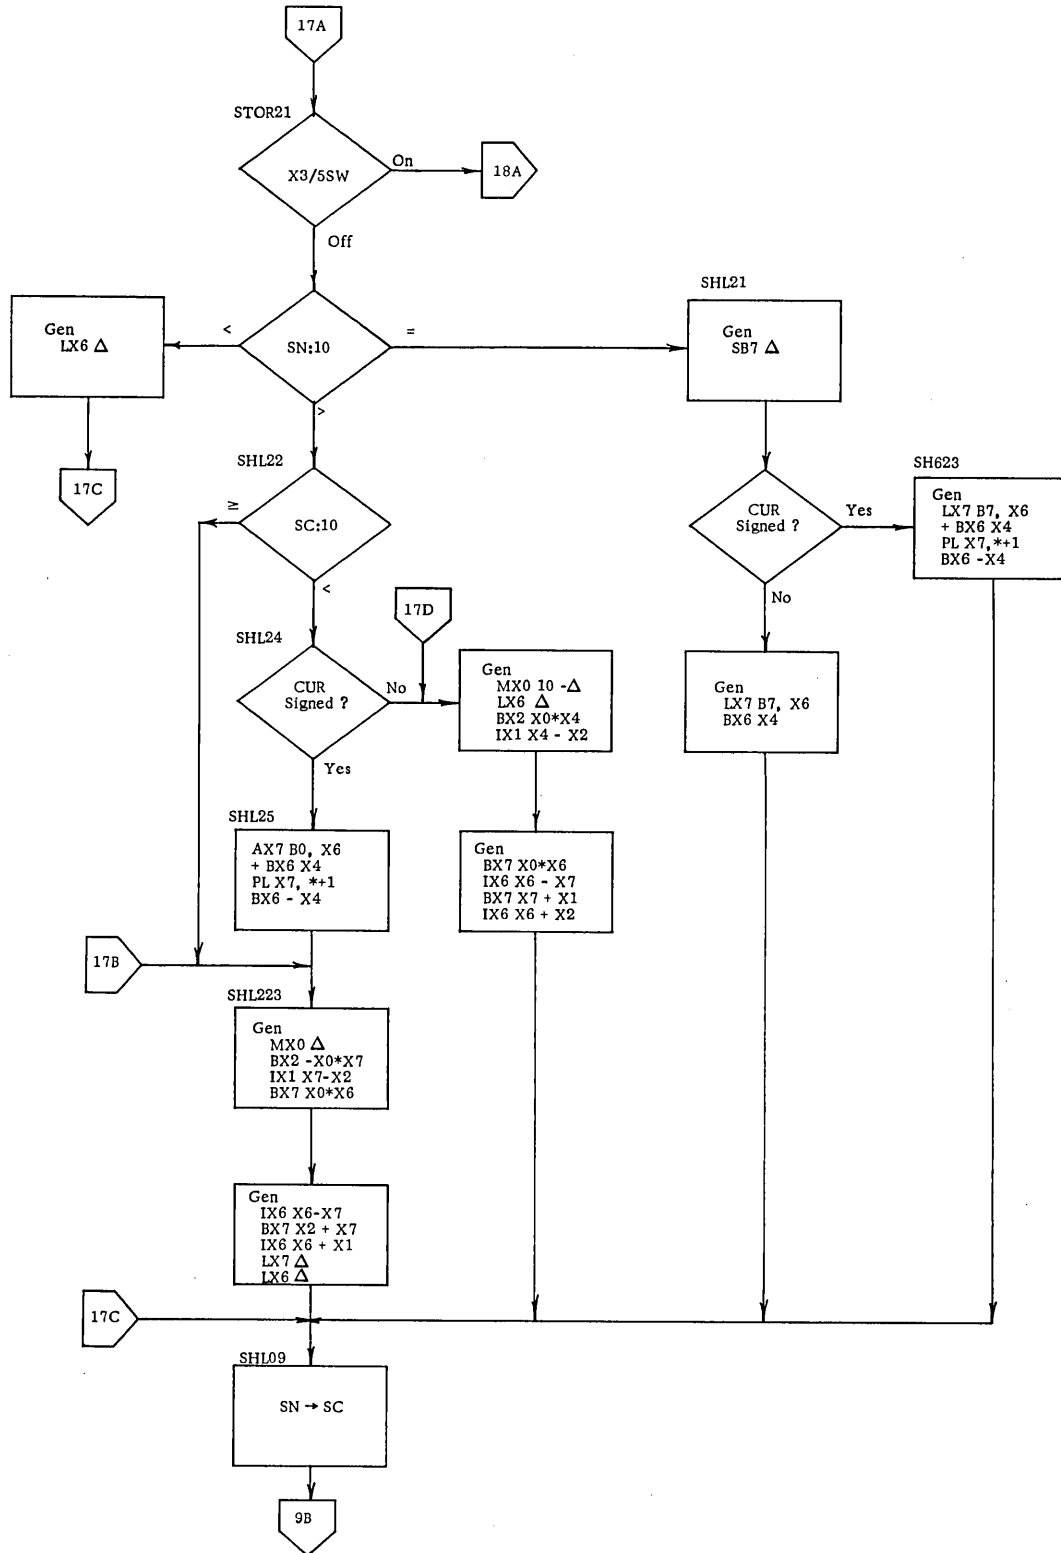 17A
STOR21
X3/5SW
On
18A
Off
SHL21
Gen
LX6 Δ
<
SN:10
=
Gen
SB7 Δ
>
17C
SHL22
≥
SC:10
<
SH623
CUR
Signed ?
Yes
Gen
LX7 B7, X6
+ BX6 X4
PL X7,*+1
BX6 -X4
No
17D
SHL24
CUR
Signed ?
No
Gen
MX0 10 -Δ
LX6 Δ
BX2 X0*X4
IX1 X4 - X2
Gen
LX7 B7, X6
BX6 X4
Yes
SHL25
AX7 B0, X6
+ BX6 X4
PL X7, *+1
BX6 - X4
Gen
BX7 X0*X6
IX6 X6 - X7
BX7 X7 + X1
IX6 X6 + X2
17B
SHL223
Gen
MX0 Δ
BX2 -X0*X7
IX1 X7-X2
BX7 X0*X6
Gen
IX6 X6-X7
BX7 X2 + X7
IX6 X6 + X1
LX7 Δ
LX6 Δ
17C
SHL09
SN → SC
9B